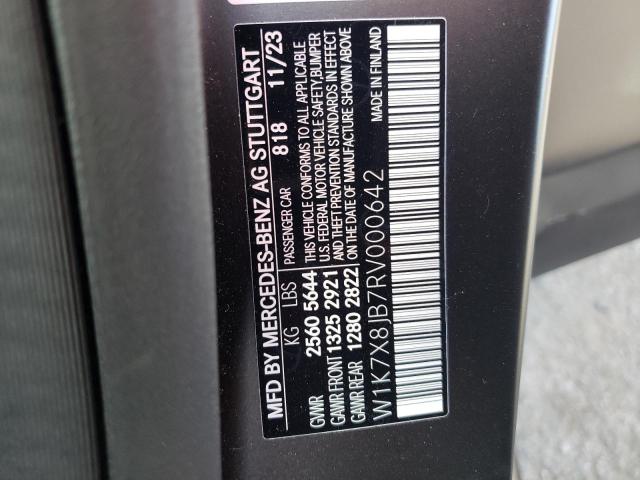 MFD BY MERCEDES-BENZ AG STUTTGART
818 11/23
KG LBS PASSENGER CAR
GVWR 2560 5644 THIS VEHICLE CONFORMS TO ALL APPLICABLE
U.S. FEDERAL MOTOR VEHICLE SAFETY,BUMPER
GAWR FRONT 1325 2921 AND THEFT PREVENTION STANDARDS IN EFFECT
GAWR REAR 1280 2822 ON THE DATE OF MANUFACTURE SHOWN ABOVE
W1K7X8JB7RV000642 MADE IN FINLAND